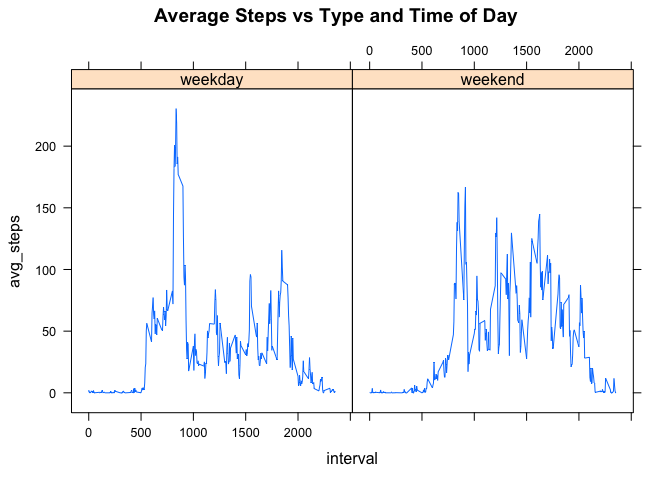 Average Steps vs Type and Time of Day
0 500 1000 1500 2000
weekday weekend
avg_steps
200
150
100
50
0
0 500 1000 1500 2000
interval